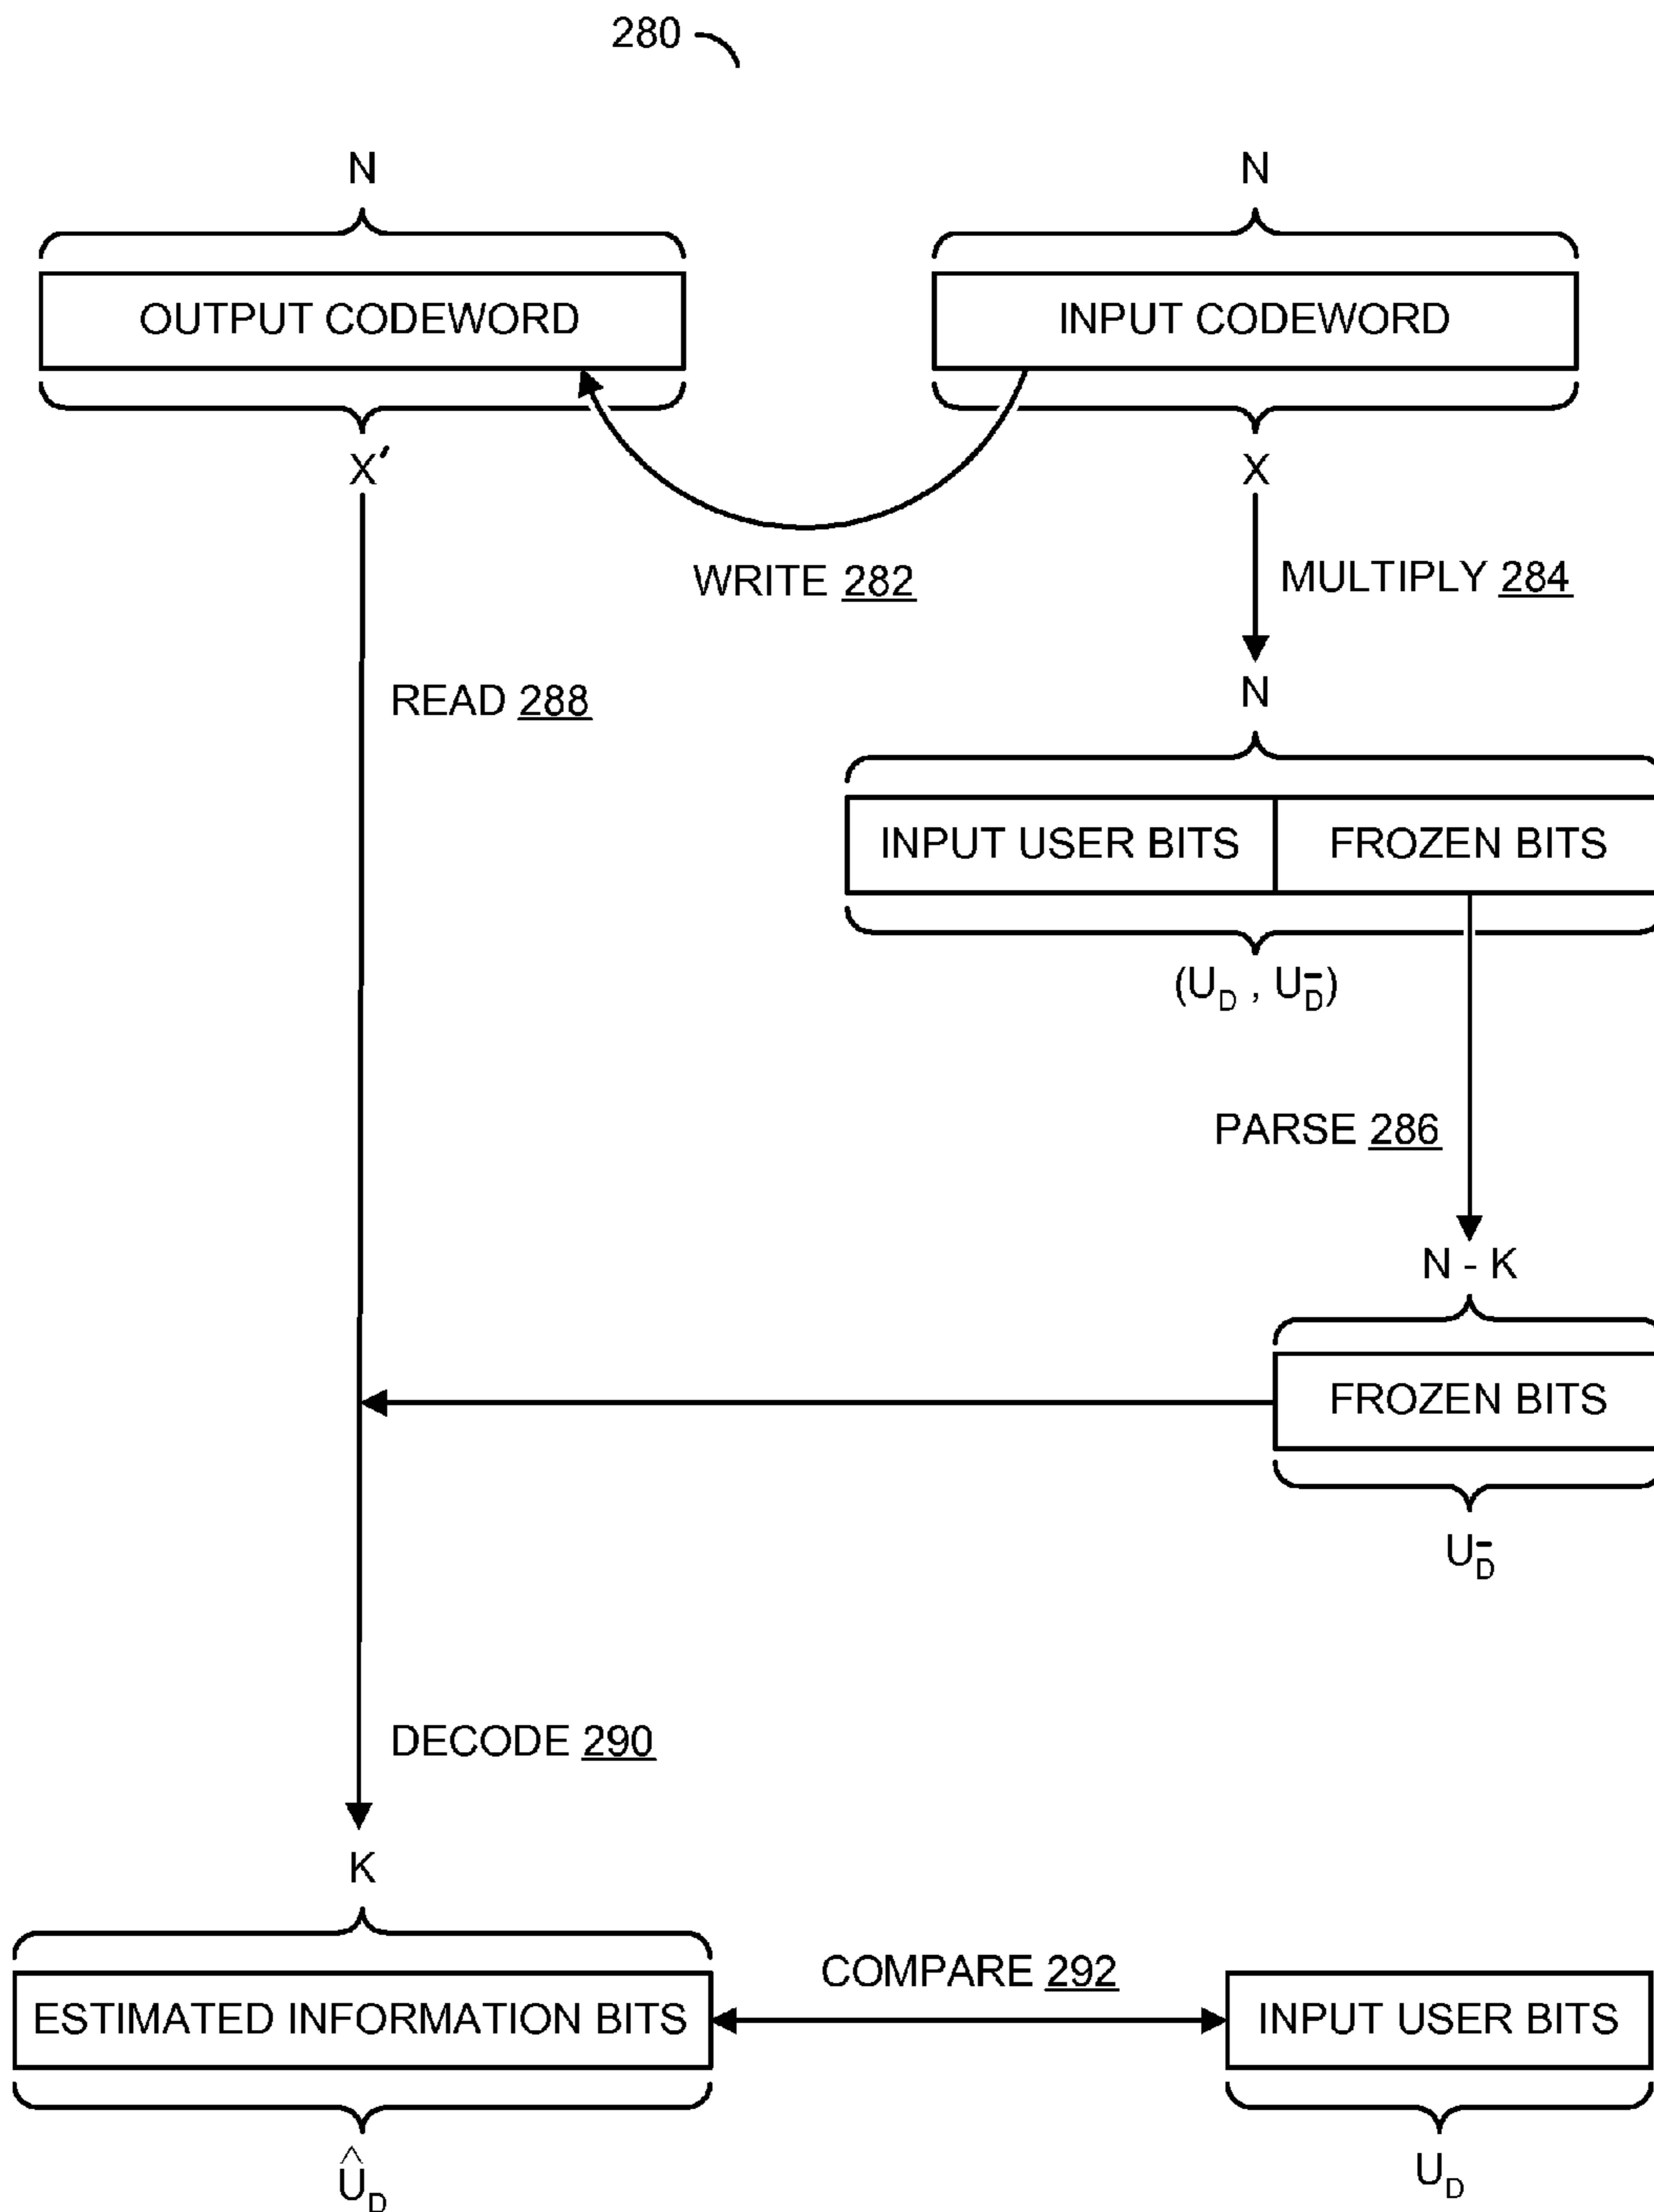 280
N
N
OUTPUT CODEWORD
INPUT CODEWORD
X′
X
WRITE 282
MULTIPLY 284
READ 288
N
INPUT USER BITS
FROZEN BITS
(U_D , U_D̄)
PARSE 286
N - K
FROZEN BITS
U_D̄
DECODE 290
K
COMPARE 292
ESTIMATED INFORMATION BITS
INPUT USER BITS
Û_D
U_D